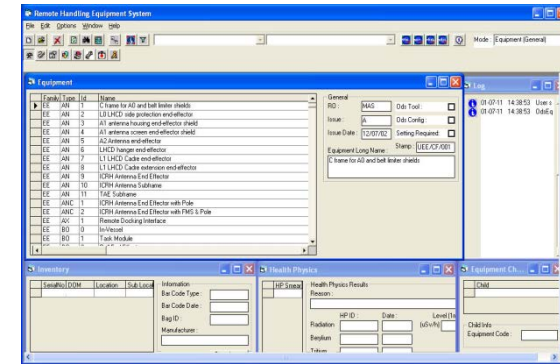 Remote Handling Equipment System
File Edit Options Window Help
Mode: Equipment (General)
Equipment
Family Type Id Name
EE AN 1 C frame for A0 and belt limiter shields
EE AN 2 L0 LHCD side protection end-effector
EE AN 3 A1 antenna housing end-effector shield
EE AN 4 A1 antenna screen end-effector shield
EE AN 5 A2 Antenna end-effector
EE AN 6 LHCD hanger end-effector
EE AN 7 L1 LHCD Cadre end-effector
EE AN 8 L1 LHCD Cadre extension end-effector
EE AN 9 ICRH Antenna End Effector
EE AN 10 ICRH Antenna Subframe
EE AN 11 TAE Subframe
EE ANC 1 ICRH Antenna End Effector with Pole
EE ANC 2 ICRH Antenna End Effector with FMS & Pole
EE AX 1 Remote Docking Interface
EE BO 0 In-Vessel
EE BO 1 Task Module
General
RO: MAS Ods Tool:
Issue: A Ods Config:
Issue Date: 12/07/02 Setting Required:
Stamp: UEE/CF/001
Equipment Long Name:
C frame for A0 and belt limiter shields
Log
01-07-11 14:38:53 User s
01-07-11 14:38:53 OdsEq
Inventory
SerialNo DOM Location Sub Local
Information
Bar Code Type:
Bar Code Date:
Bag ID:
Manufacturer:
Health Physics
HP Smear
Health Physics Results
Reason:
HP ID: Date: Level (1s
Radiation (uSv/h)
Beryllium
Tritium
Equipment Ch...
Child
Child Info
Equipment Code: